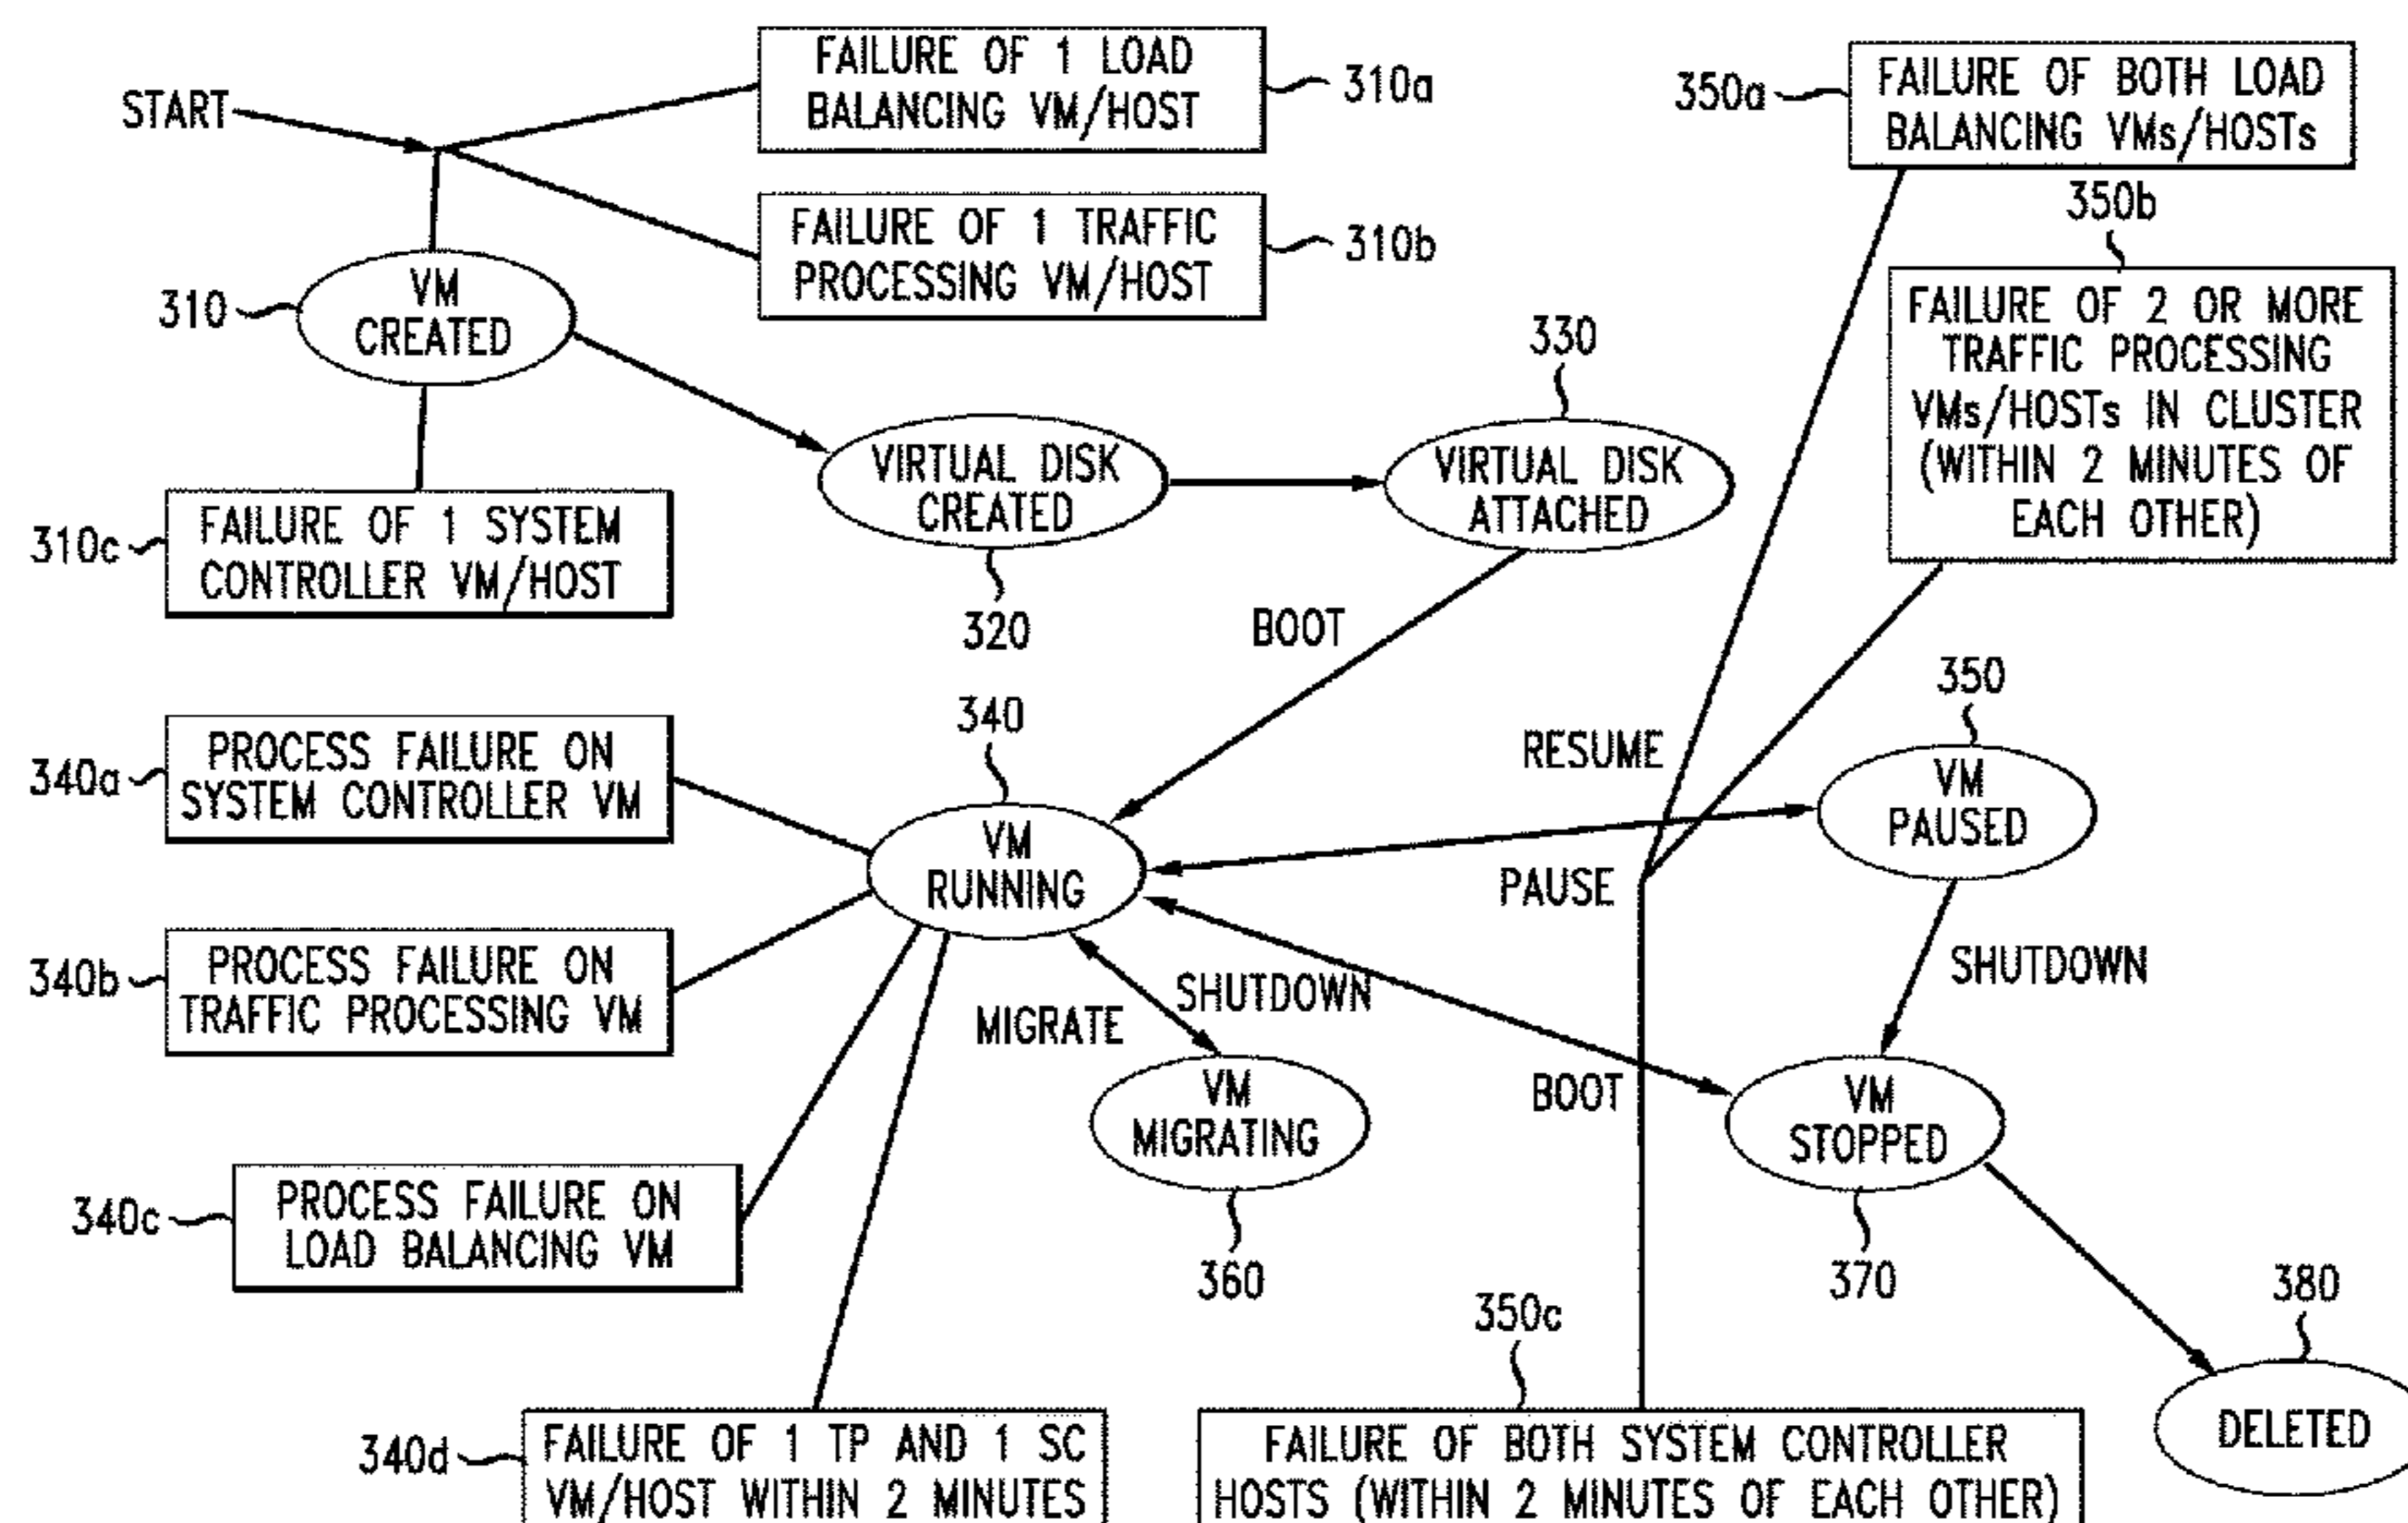 START
FAILURE OF 1 LOAD
BALANCING VM/HOST
310a
FAILURE OF 1 TRAFFIC
PROCESSING VM/HOST
310b
350a
FAILURE OF BOTH LOAD
BALANCING VMs/HOSTs
350b
FAILURE OF 2 OR MORE
TRAFFIC PROCESSING
VMs/HOSTs IN CLUSTER
(WITHIN 2 MINUTES OF
EACH OTHER)
310
VM
CREATED
330
310c
FAILURE OF 1 SYSTEM
CONTROLLER VM/HOST
VIRTUAL DISK
CREATED
320
VIRTUAL DISK
ATTACHED
BOOT
340a
PROCESS FAILURE ON
SYSTEM CONTROLLER VM
340
VM
RUNNING
RESUME
PAUSE
350
VM
PAUSED
340b
PROCESS FAILURE ON
TRAFFIC PROCESSING VM
MIGRATE
SHUTDOWN
BOOT
SHUTDOWN
VM
MIGRATING
360
VM
STOPPED
370
340c
PROCESS FAILURE ON
LOAD BALANCING VM
380
DELETED
340d
FAILURE OF 1 TP AND 1 SC
VM/HOST WITHIN 2 MINUTES
350c
FAILURE OF BOTH SYSTEM CONTROLLER
HOSTS (WITHIN 2 MINUTES OF EACH OTHER)